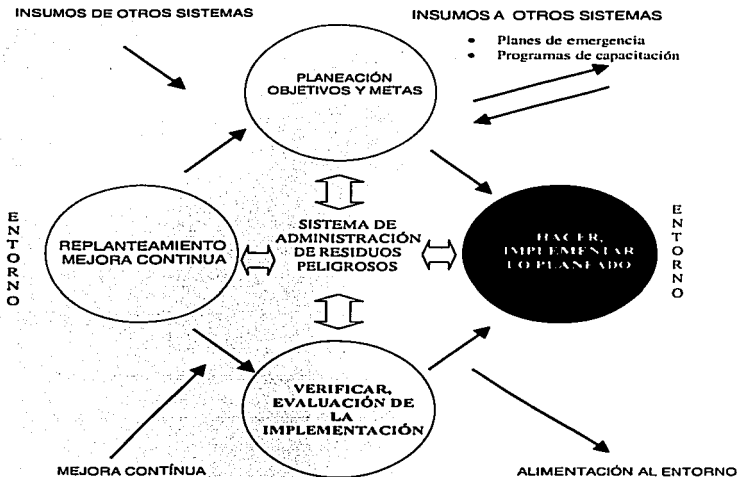 INSUMOS DE OTROS SISTEMAS
INSUMOS A OTROS SISTEMAS
• Planes de emergencia
• Programas de capacitación
PLANEACIÓN
OBJETIVOS Y METAS
ENTORNO
REPLANTEAMIENTO
MEJORA CONTINUA
SISTEMA DE
ADMINISTRACIÓN
DE RESIDUOS
PELIGROSOS
HACER,
IMPLEMENTAR
LO PLANEADO
ENTORNO
VERIFICAR,
EVALUACIÓN DE
LA
IMPLEMENTACIÓN
MEJORA CONTÍNUA
ALIMENTACIÓN AL ENTORNO